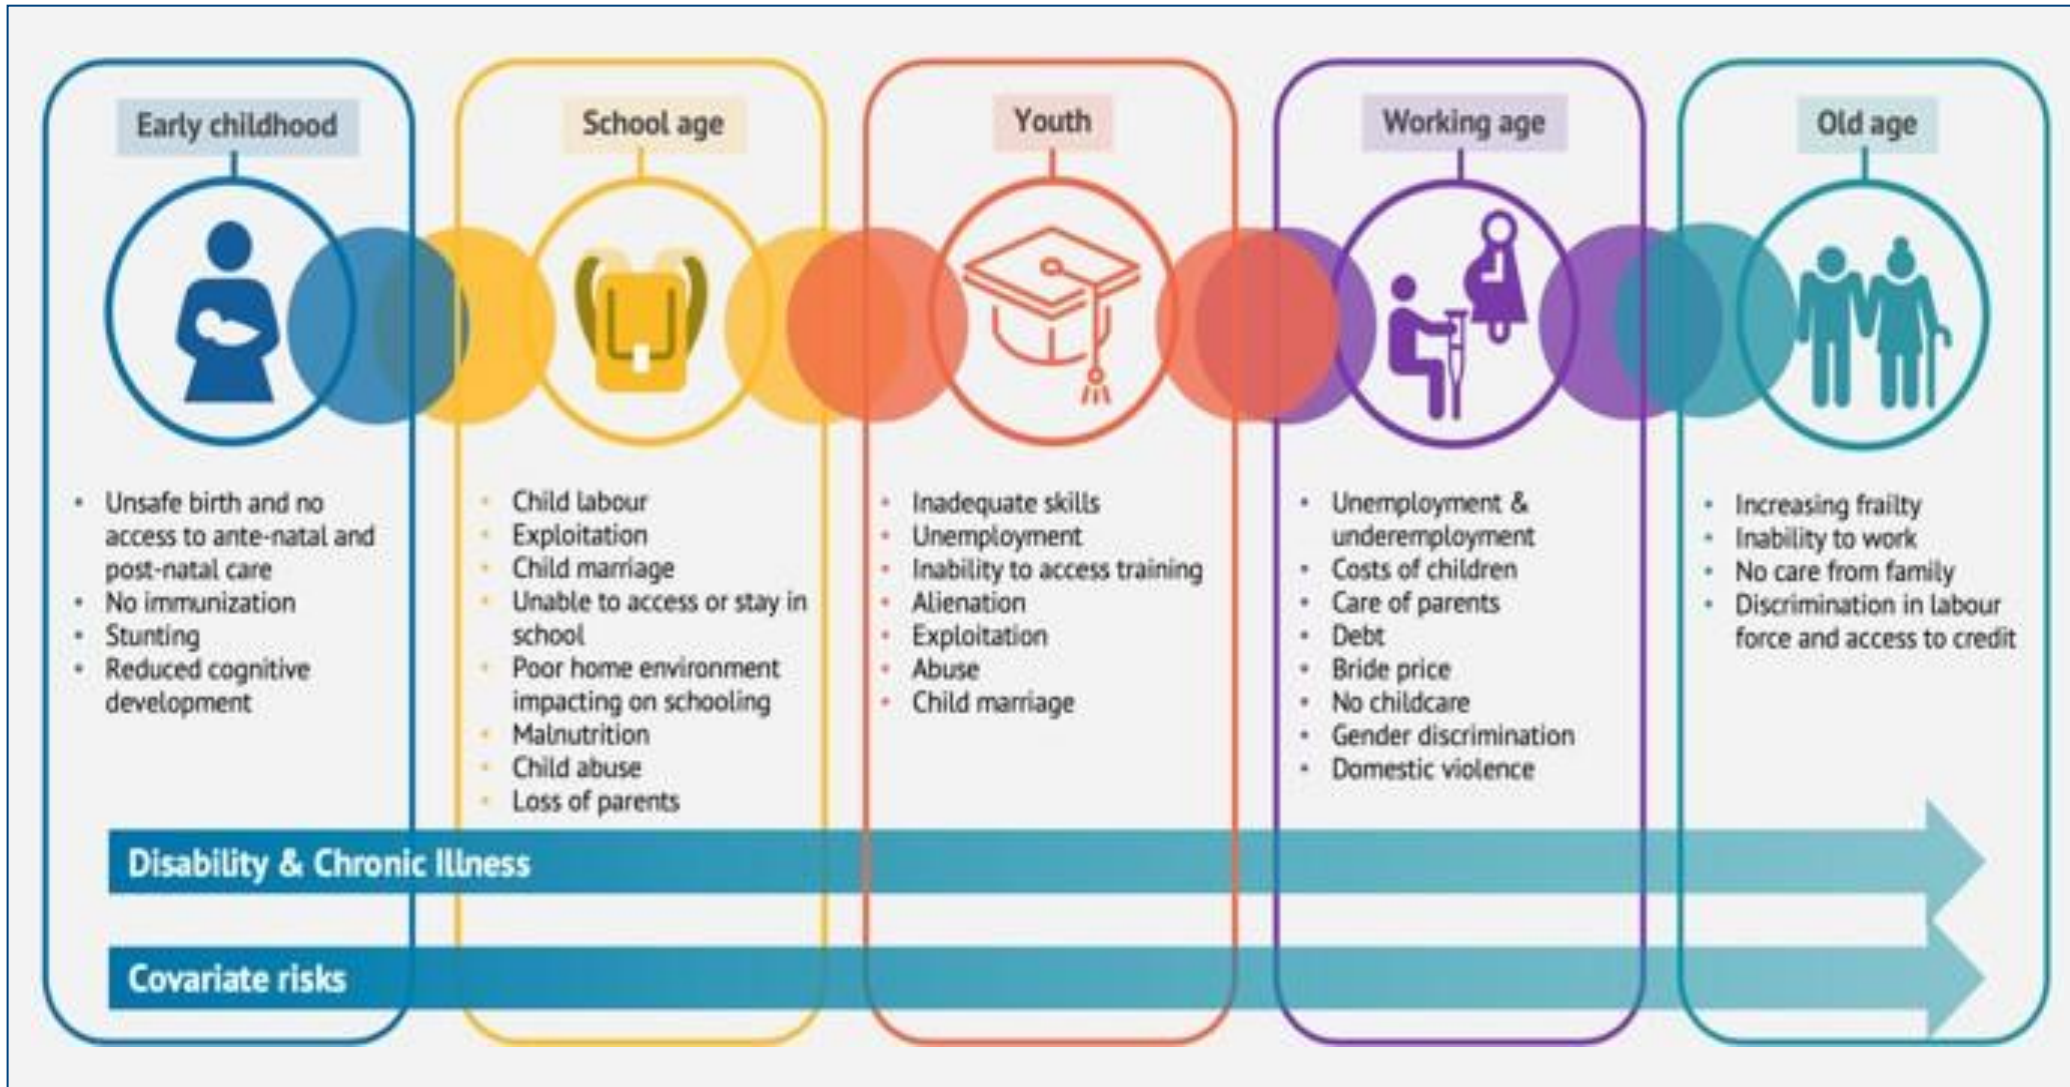 Early childhood
• Unsafe birth and no
access to ante-natal and
post-natal care
• No immunization
• Stunting
• Reduced cognitive
development
School age
• Child labour
• Exploitation
• Child marriage
• Unable to access or stay in
school
• Poor home environment
impacting on schooling
• Malnutrition
• Child abuse
• Loss of parents
Youth
• Inadequate skills
• Unemployment
• Inability to access training
• Alienation
• Exploitation
• Abuse
• Child marriage
Working age
• Unemployment &
underemployment
• Costs of children
• Care of parents
• Debt
• Bride price
• No childcare
• Gender discrimination
• Domestic violence
Old age
• Increasing frailty
• Inability to work
• No care from family
• Discrimination in labour
force and access to credit
Disability & Chronic Illness
Covariate risks